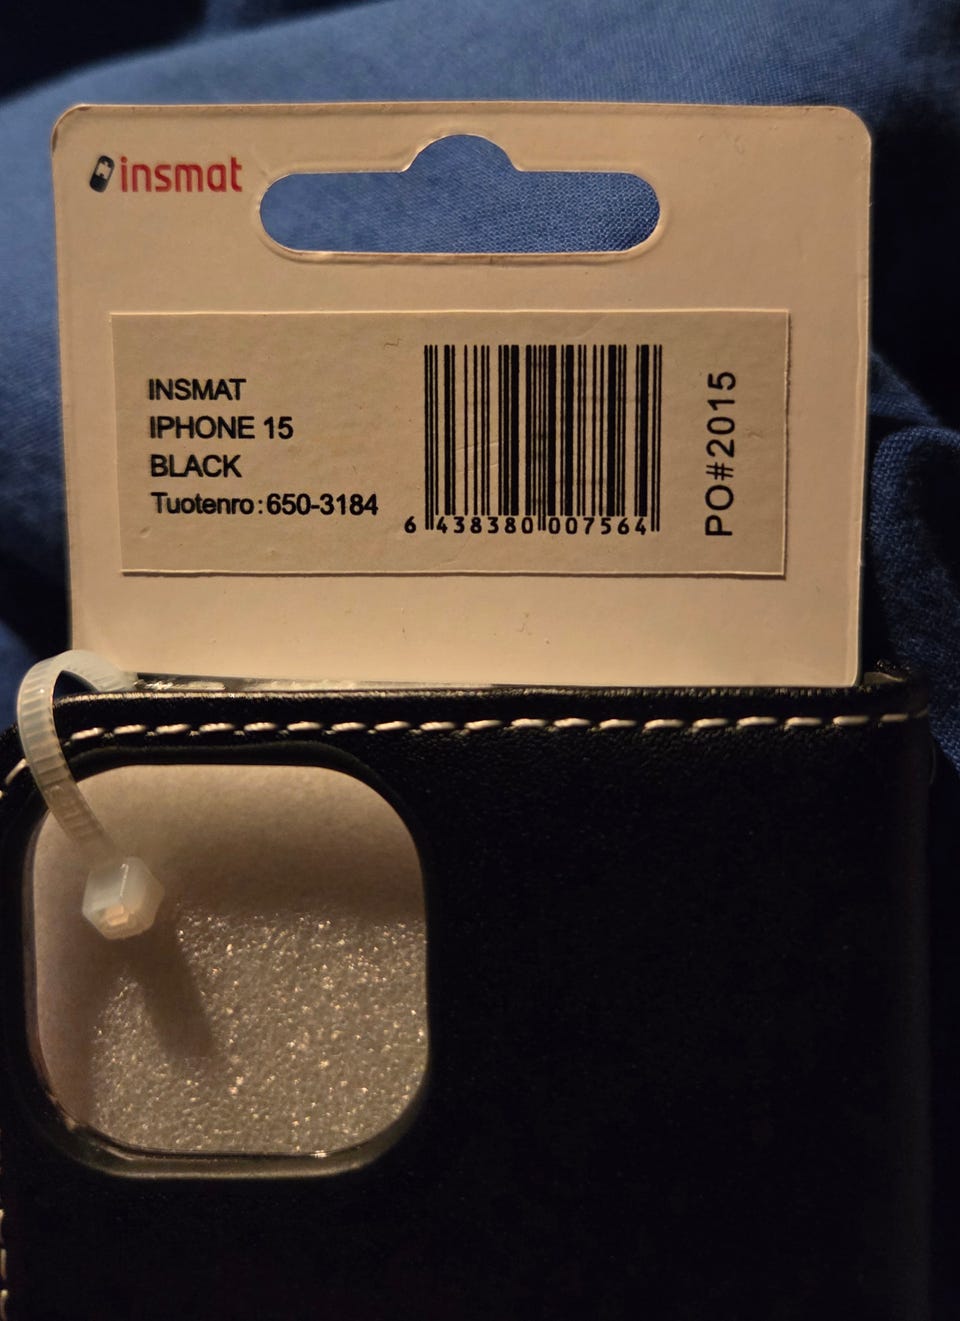 insmat
INSMAT
IPHONE 15
BLACK
Tuotenro:650-3184
6 438380 007564
PO#2015